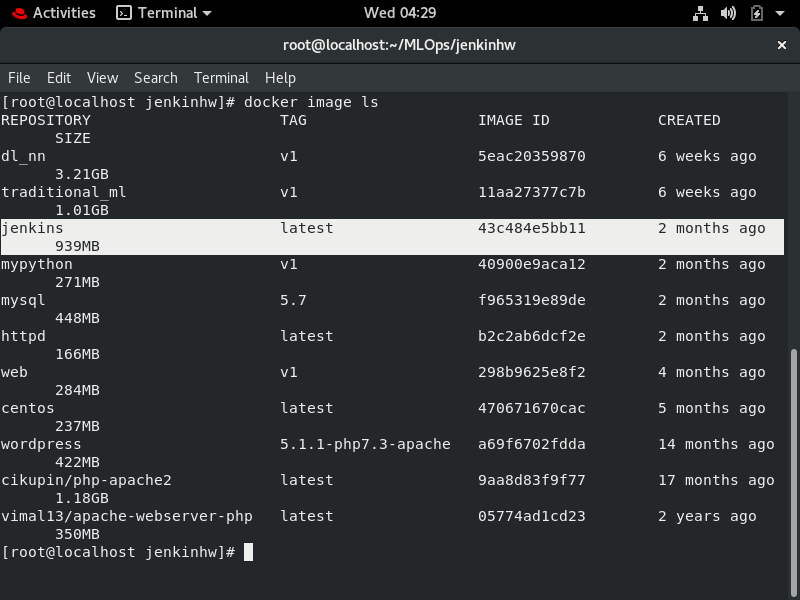 Activities Terminal Wed 04:29
root@localhost:~/MLOps/jenkinhw
File Edit View Search Terminal Help
[root@localhost jenkinhw]# docker image ls
REPOSITORY TAG IMAGE ID CREATED
SIZE
dl_nn v1 5eac20359870 6 weeks ago
3.21GB
traditional_ml v1 11aa27377c7b 6 weeks ago
1.01GB
jenkins latest 43c484e5bb11 2 months ago
939MB
mypython v1 40900e9aca12 2 months ago
271MB
mysql 5.7 f965319e89de 2 months ago
448MB
httpd latest b2c2ab6dcf2e 2 months ago
166MB
web v1 298b9625e8f2 4 months ago
284MB
centos latest 470671670cac 5 months ago
237MB
wordpress 5.1.1-php7.3-apache a69f6702fdda 14 months ago
422MB
cikupin/php-apache2 latest 9aa8d83f9f77 17 months ago
1.18GB
vimal13/apache-webserver-php latest 05774ad1cd23 2 years ago
350MB
[root@localhost jenkinhw]#